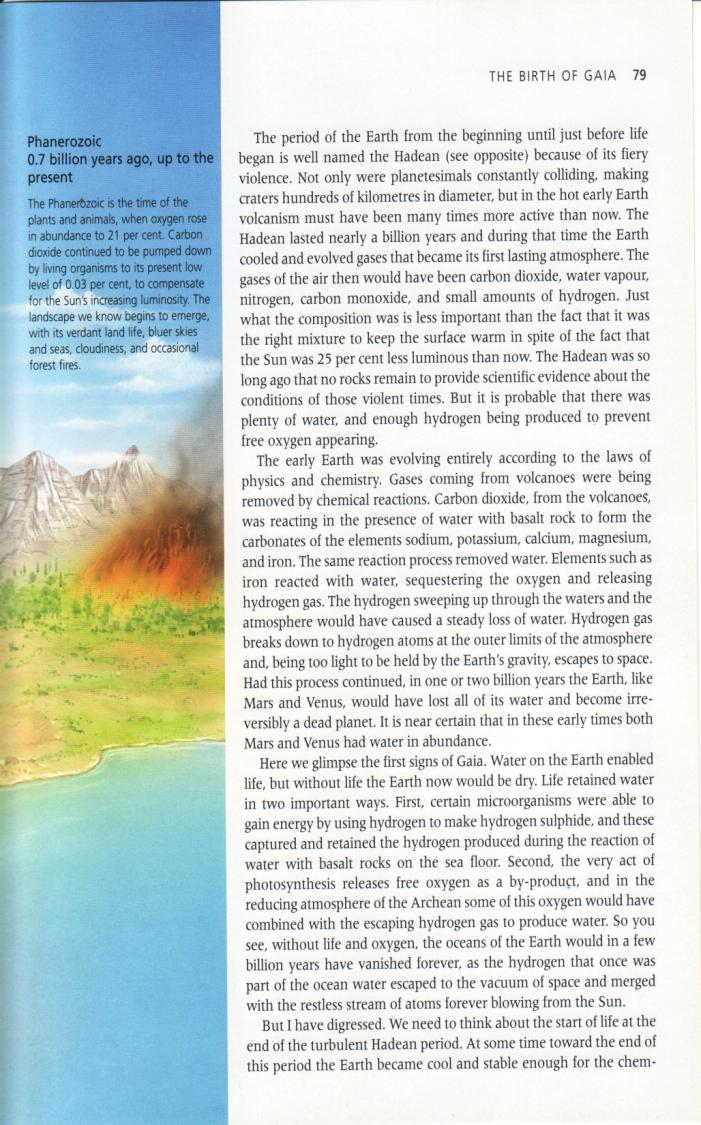 THE BIRTH OF GAIA 79
Phanerozoic
0.7 billion years ago, up to the
present
The Phanerozoic is the time of the
plants and animals, when oxygen rose
in abundance to 21 per cent. Carbon
dioxide continued to be pumped down
by living organisms to its present low
level of 0.03 per cent, to compensate
for the Sun's increasing luminosity. The
landscape we know begins to emerge,
with its verdant land life, bluer skies
and seas, cloudiness, and occasional
forest fires.
The period of the Earth from the beginning until just before life
began is well named the Hadean (see opposite) because of its fiery
violence. Not only were planetesimals constantly colliding, making
craters hundreds of kilometres in diameter, but in the hot early Earth
volcanism must have been many times more active than now. The
Hadean lasted nearly a billion years and during that time the Earth
cooled and evolved gases that became its first lasting atmosphere. The
gases of the air then would have been carbon dioxide, water vapour,
nitrogen, carbon monoxide, and small amounts of hydrogen. Just
what the composition was is less important than the fact that it was
the right mixture to keep the surface warm in spite of the fact that
the Sun was 25 per cent less luminous than now. The Hadean was so
long ago that no rocks remain to provide scientific evidence about the
conditions of those violent times. But it is probable that there was
plenty of water, and enough hydrogen being produced to prevent
free oxygen appearing.
The early Earth was evolving entirely according to the laws of
physics and chemistry. Gases coming from volcanoes were being
removed by chemical reactions. Carbon dioxide, from the volcanoes,
was reacting in the presence of water with basalt rock to form the
carbonates of the elements sodium, potassium, calcium, magnesium,
and iron. The same reaction process removed water. Elements such as
iron reacted with water, sequestering the oxygen and releasing
hydrogen gas. The hydrogen sweeping up through the waters and the
atmosphere would have caused a steady loss of water. Hydrogen gas
breaks down to hydrogen atoms at the outer limits of the atmosphere
and, being too light to be held by the Earth's gravity, escapes to space.
Had this process continued, in one or two billion years the Earth, like
Mars and Venus, would have lost all of its water and become irre-
versibly a dead planet. It is near certain that in these early times both
Mars and Venus had water in abundance.
Here we glimpse the first signs of Gaia. Water on the Earth enabled
life, but without life the Earth now would be dry. Life retained water
in two important ways. First, certain microorganisms were able to
gain energy by using hydrogen to make hydrogen sulphide, and these
captured and retained the hydrogen produced during the reaction of
water with basalt rocks on the sea floor. Second, the very act of
photosynthesis releases free oxygen as a by-product, and in the
reducing atmosphere of the Archean some of this oxygen would have
combined with the escaping hydrogen gas to produce water. So you
see, without life and oxygen, the oceans of the Earth would in a few
billion years have vanished forever, as the hydrogen that once was
part of the ocean water escaped to the vacuum of space and merged
with the restless stream of atoms forever blowing from the Sun.
But I have digressed. We need to think about the start of life at the
end of the turbulent Hadean period. At some time toward the end of
this period the Earth became cool and stable enough for the chem-